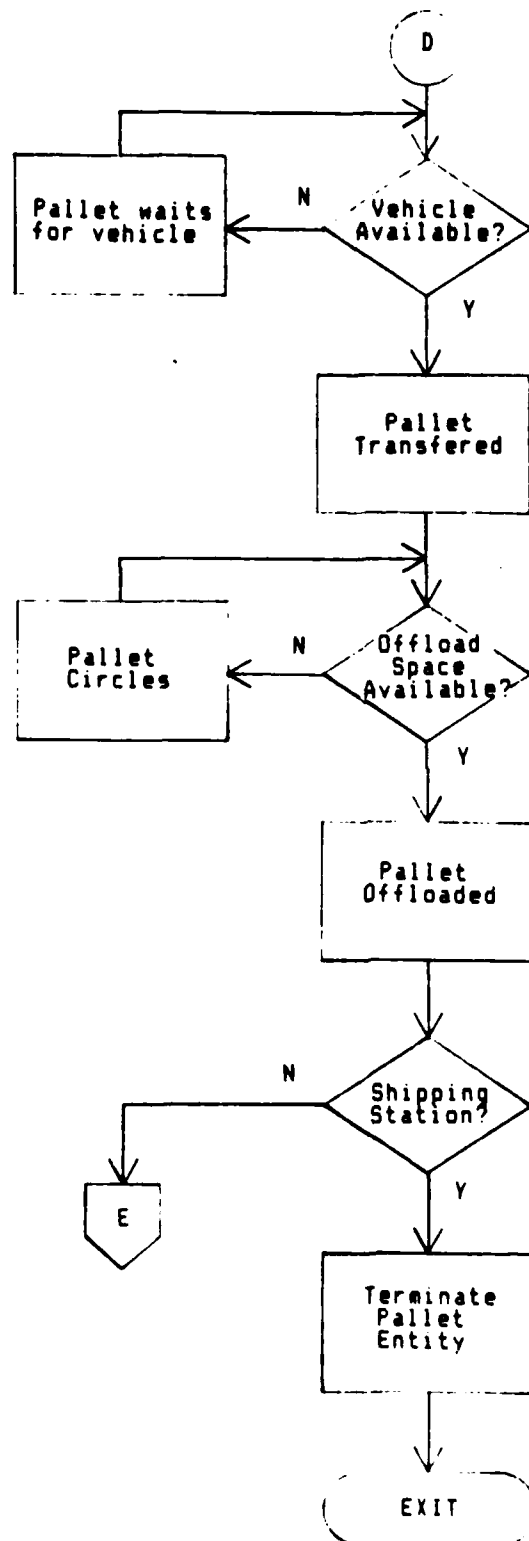 D
N
Pallet waits
for vehicle
Vehicle
Available?
Y
Pallet
Transfered
N
Pallet
Circles
Offload
Space
Available?
Y
Pallet
Offloaded
N
Shipping
Station?
E
Y
Terminate
Pallet
Entity
EXIT